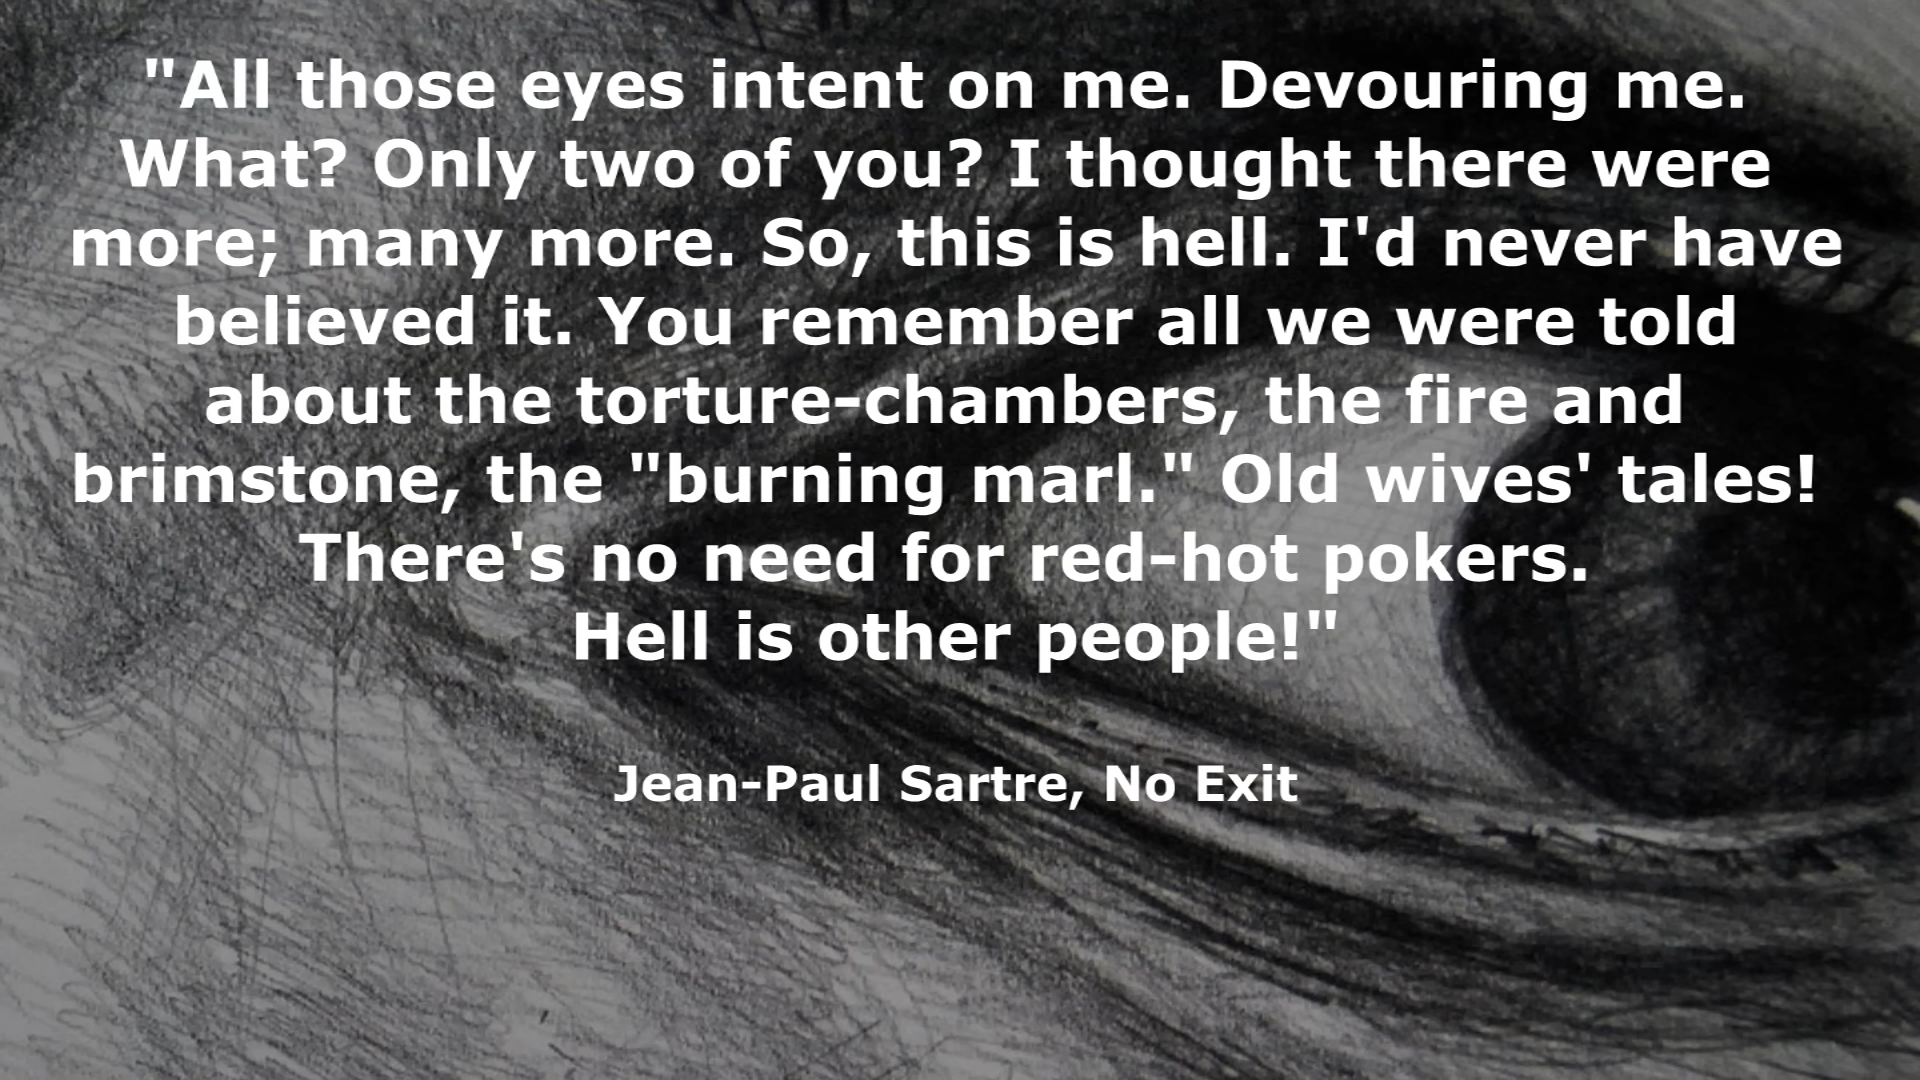 "All those eyes intent on me. Devouring me.
What? Only two of you? I thought there were
more; many more. So, this is hell. I'd never have
believed it. You remember all we were told
about the torture-chambers, the fire and
brimstone, the "burning marl." Old wives' tales!
There's no need for red-hot pokers.
Hell is other people!"
Jean-Paul Sartre, No Exit